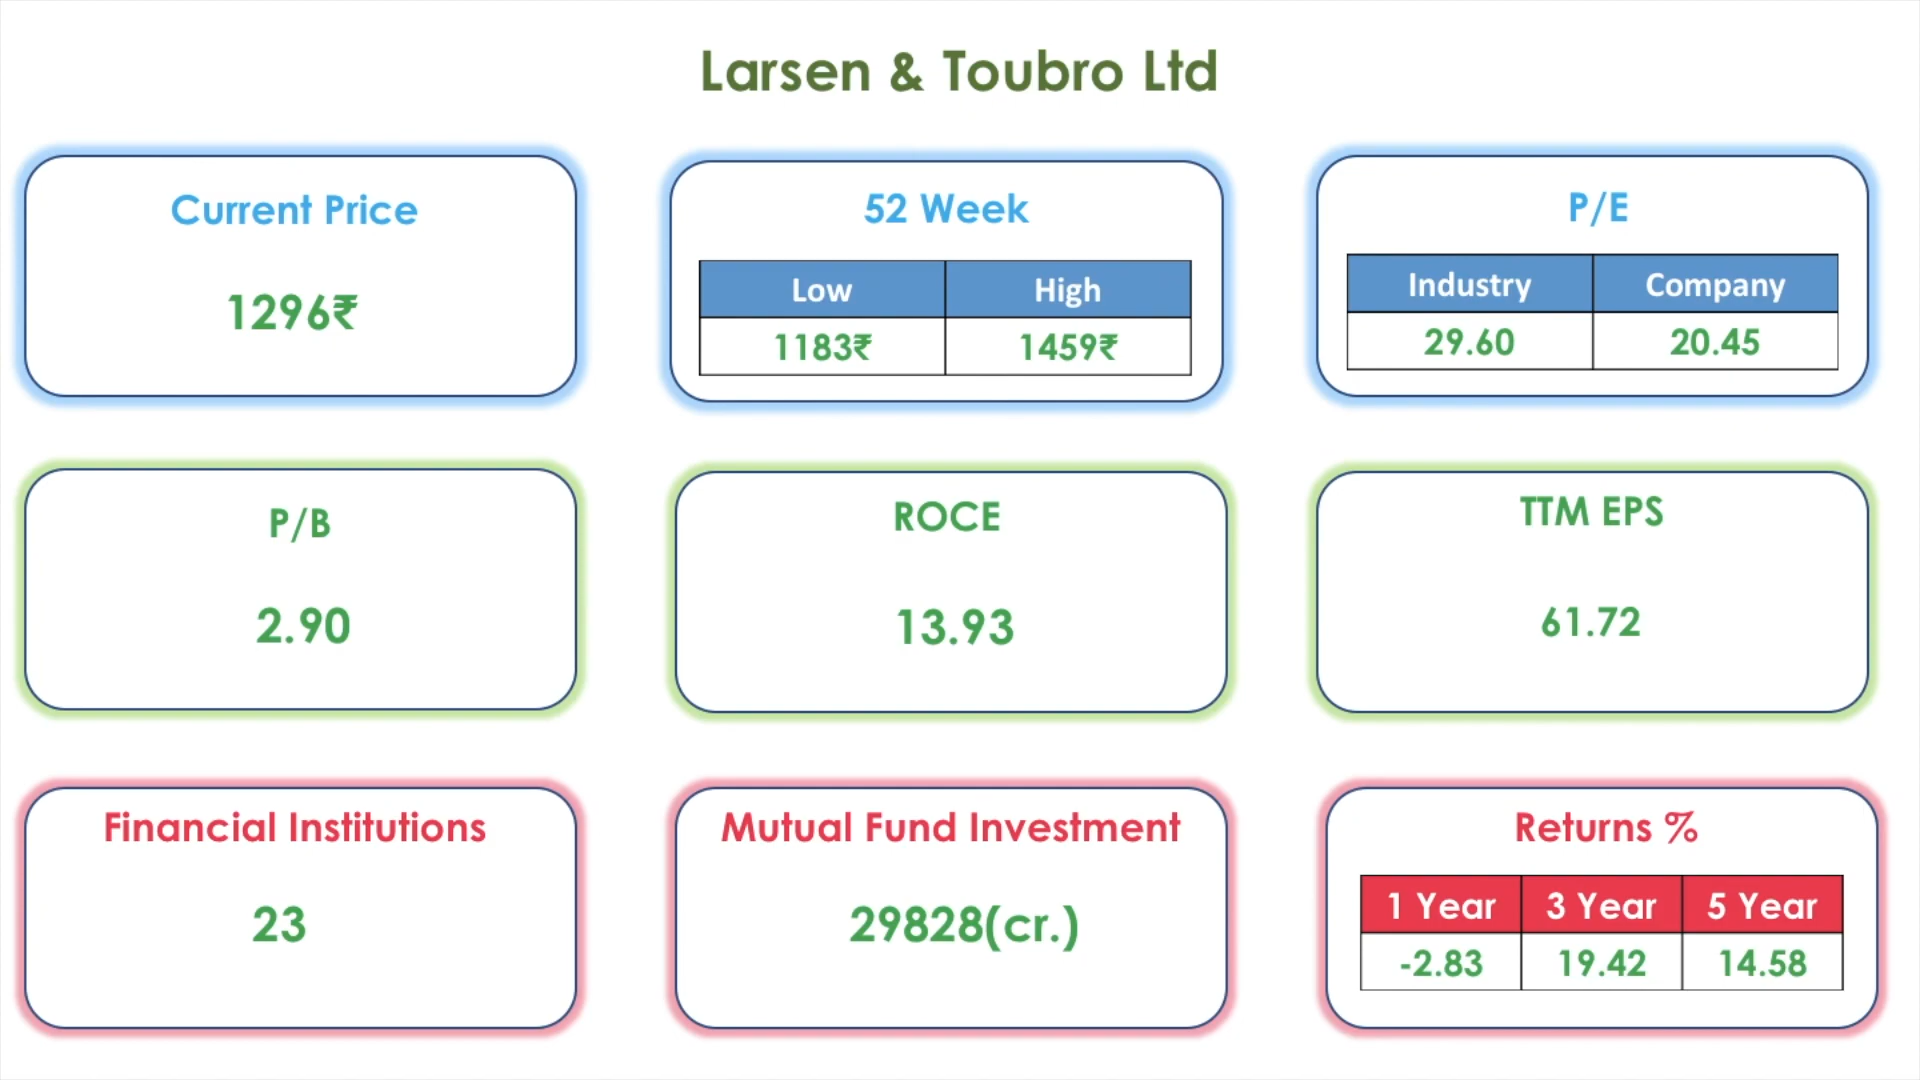 Larsen & Toubro Ltd
Current Price
1296₹
52 Week
Low High
1183₹ 1459₹
P/E
Industry Company
29.60 20.45
P/B
2.90
ROCE
13.93
TTM EPS
61.72
Financial Institutions
23
Mutual Fund Investment
29828(cr.)
Returns %
1 Year 3 Year 5 Year
-2.83 19.42 14.58